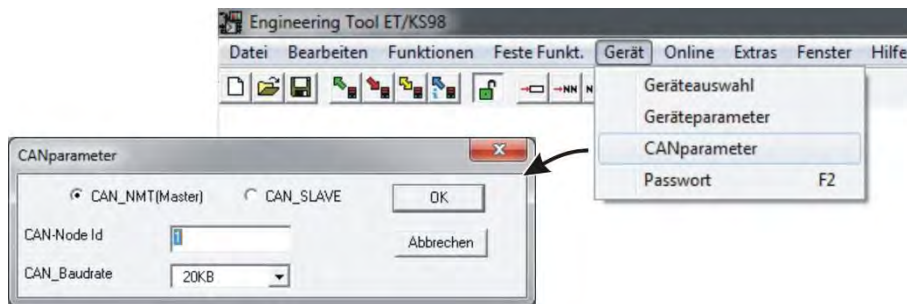 Engineering Tool ET/KS98
Datei Bearbeiten Funktionen Feste Funkt. Gerät Online Extras Fenster Hilfe
NN N
Geräteauswahl
Geräteparameter
CANparameter
Passwort F2
CANparameter
CAN_NMT(Master) CAN_SLAVE OK
CAN-Node Id 1 Abbrechen
CAN_Baudrate 20KB